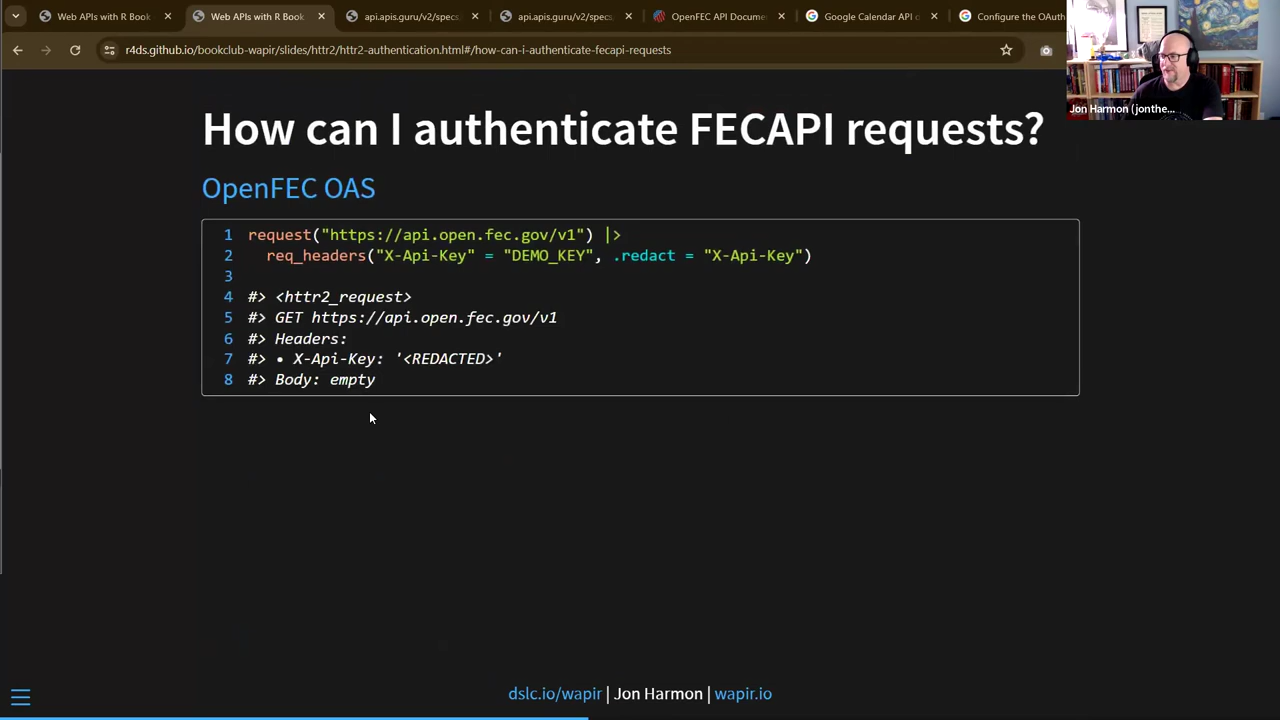 Web APIs with R Book
Web APIs with R Book
api.apis.guru/v2/specs
api.apis.guru/v2/specs
OpenFEC API Documen
Google Calendar API o
Configure the OAuth
r4ds.github.io/bookclub-wapir/slides/httr2/httr2-authentication.html#/how-can-i-authenticate-fecapi-requests
Jon Harmon (jonthe...
How can I authenticate FECAPI requests?
OpenFEC OAS
1 request("https://api.open.fec.gov/v1") |>
2 req_headers("X-Api-Key" = "DEMO_KEY", .redact = "X-Api-Key")
3
4 #> <httr2_request>
5 #> GET https://api.open.fec.gov/v1
6 #> Headers:
7 #> • X-Api-Key: '<REDACTED>'
8 #> Body: empty
dslc.io/wapir | Jon Harmon | wapir.io